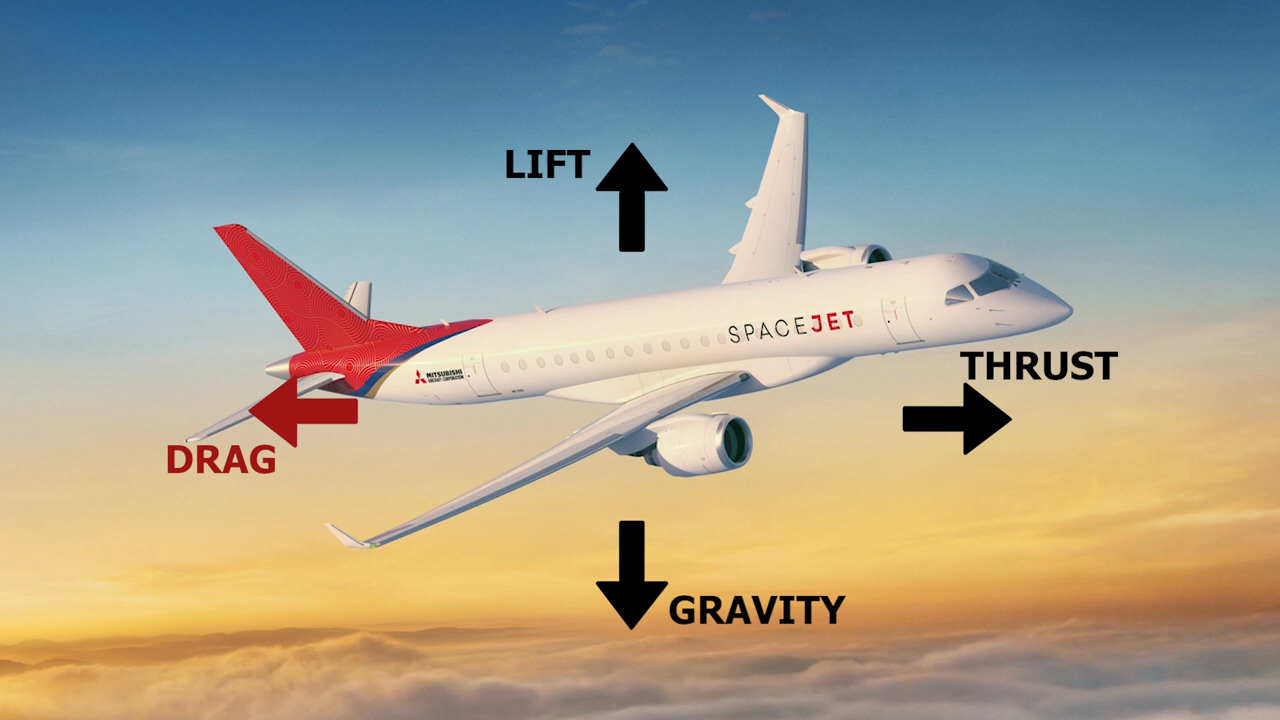 LIFT
SPACEJET
THRUST
MITSUBISHI
AIRCRAFT CORPORATION
DRAG
GRAVITY